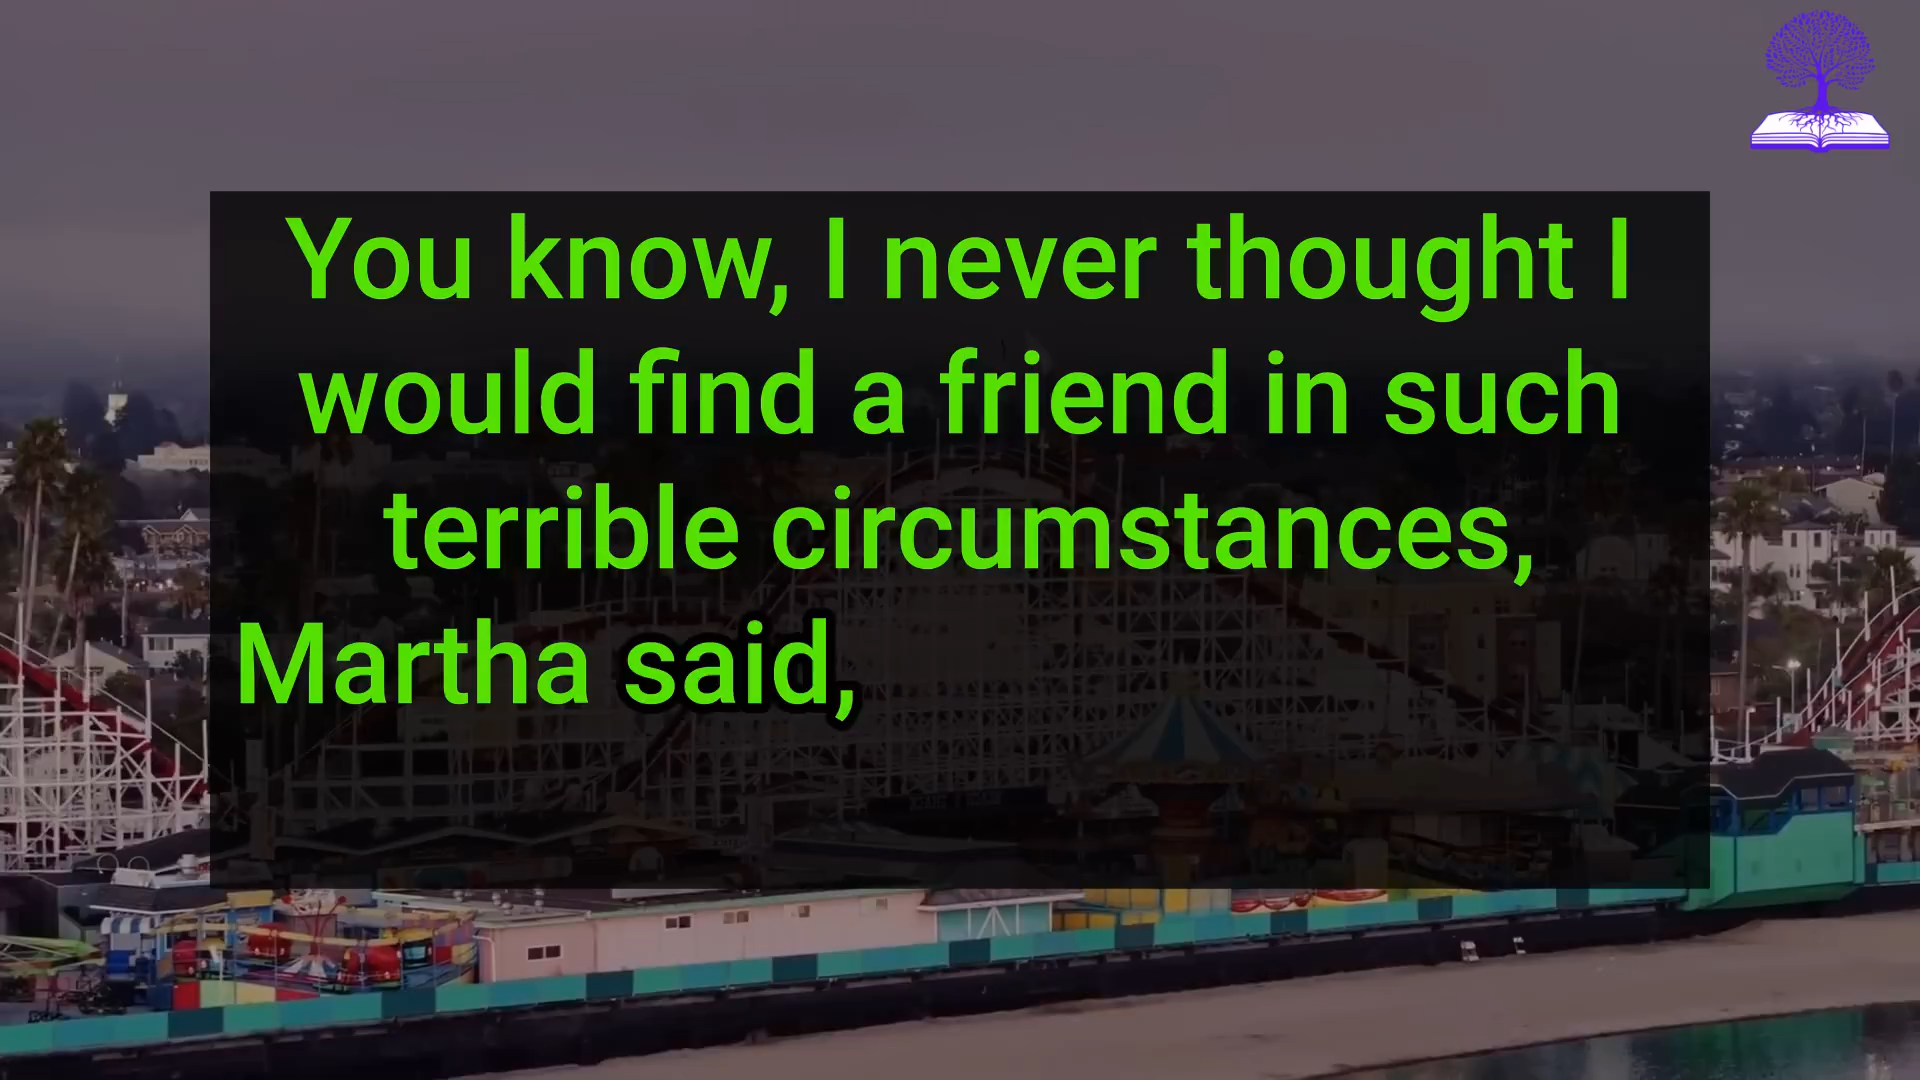 You know, I never thought I
would find a friend in such
terrible circumstances,
Martha said,